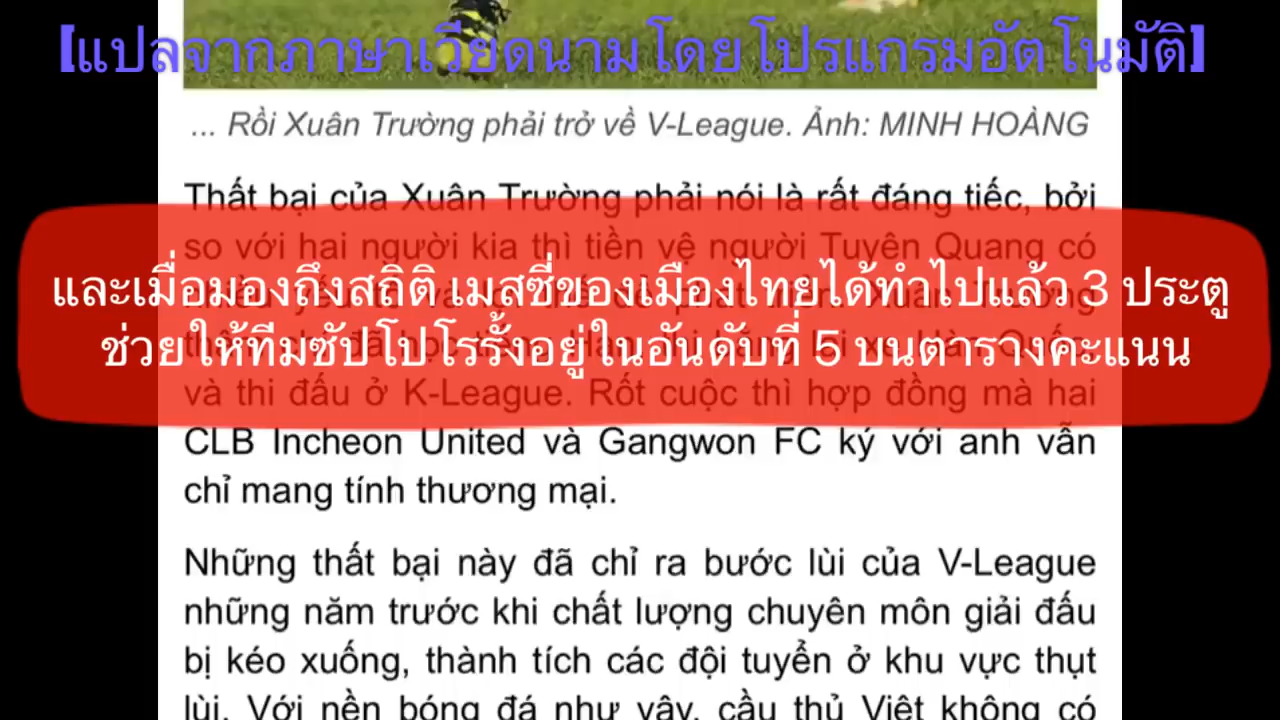 [แปลจากภาษาเวียดนามโดยโปรแกรมอัตโนมัติ]
... Rồi Xuân Trường phải trở về V-League. Ảnh: MINH HOÀNG
Thất bại của Xuân Trường phải nói là rất đáng tiếc, bởi
so với hai người kia thì tiền vệ người Tuyên Quang có
และเมื่อมองถึงสถิติ เมสซี่ของเมืองไทยได้ทำไปแล้ว 3 ประตู
ช่วยให้ทีมซัปโปโรรั้งอยู่ในอันดับที่ 5 บนตารางคะแนน
và thi đấu ở K-League. Rốt cuộc thì hợp đồng mà hai
CLB Incheon United và Gangwon FC ký với anh vẫn
chỉ mang tính thương mại.
Những thất bại này đã chỉ ra bước lùi của V-League
những năm trước khi chất lượng chuyên môn giải đấu
bị kéo xuống, thành tích các đội tuyển ở khu vực thụt
lùi. Với nền bóng đá như vậy, cầu thủ Việt không có